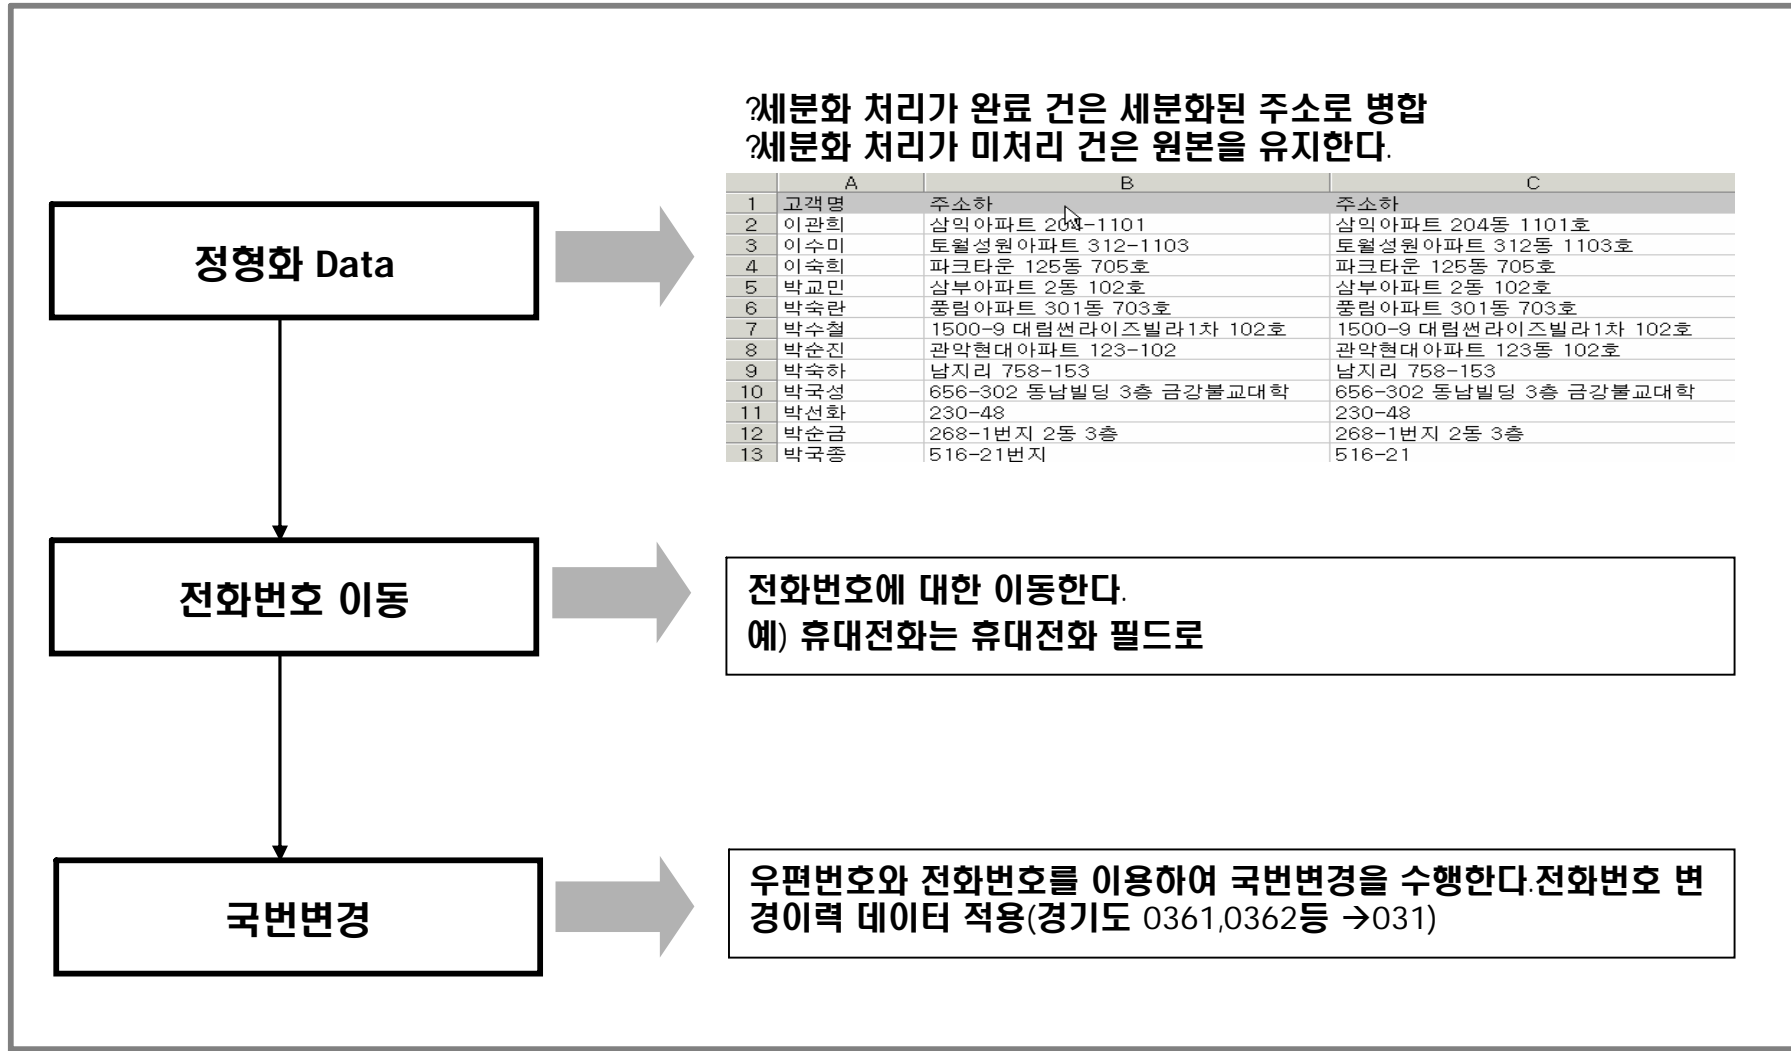 ?세분화 처리가 완료 건은 세분화된 주소로 병합
?세분화 처리가 미처리 건은 원본을 유지한다.
정형화 Data
A B C
1 고객명 주소하 주소하
2 이관희 삼익아파트 204-1101 삼익아파트 204동 1101호
3 이수미 토월성원아파트 312-1103 토월성원아파트 312동 1103호
4 이숙희 파크타운 125동 705호 파크타운 125동 705호
5 박교민 삼부아파트 2동 102호 삼부아파트 2동 102호
6 박숙란 풍림아파트 301동 703호 풍림아파트 301동 703호
7 박수철 1500-9 대림썬라이즈빌라1차 102호 1500-9 대림썬라이즈빌라1차 102호
8 박순진 관악현대아파트 123-102 관악현대아파트 123동 102호
9 박숙하 남지리 758-153 남지리 758-153
10 박국성 656-302 동남빌딩 3층 금강불교대학 656-302 동남빌딩 3층 금강불교대학
11 박선화 230-48 230-48
12 박순금 268-1번지 2동 3층 268-1번지 2동 3층
13 박국종 516-21번지 516-21
전화번호 이동
전화번호에 대한 이동한다.
예) 휴대전화는 휴대전화 필드로
국번변경
우편번호와 전화번호를 이용하여 국번변경을 수행한다.전화번호 변
경이력 데이터 적용(경기도 0361,0362등 →031)